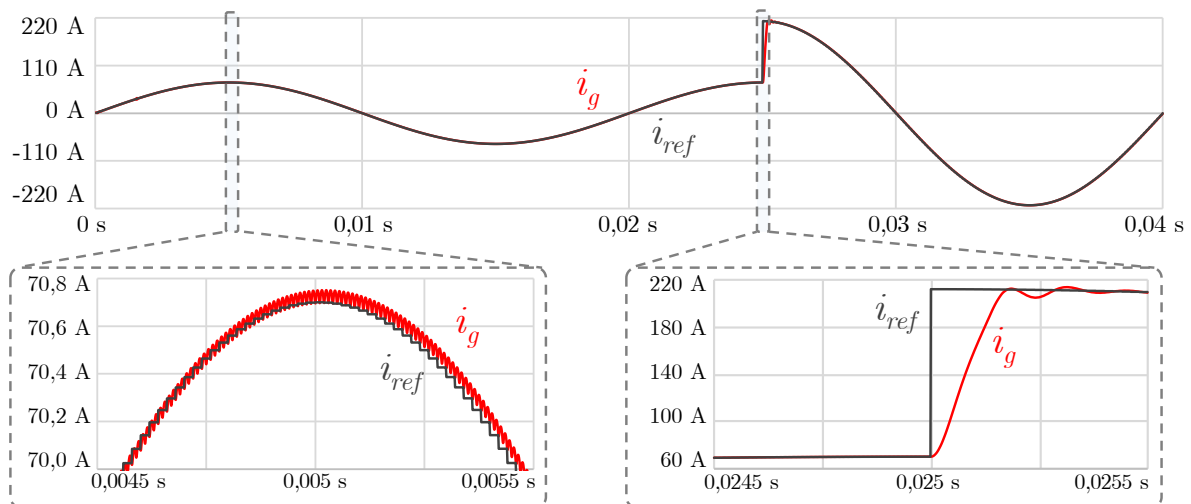 220 A
110 A
0 A
-110 A
-220 A
i_g
i_ref
0 s
0,01 s
0,02 s
0,03 s
0,04 s
70,8 A
70,6 A
70,4 A
70,2 A
70,0 A
i_g
i_ref
0,0045 s
0,005 s
0,0055 s
220 A
180 A
140 A
100 A
60 A
i_ref
i_g
0,0245 s
0,025 s
0,0255 s